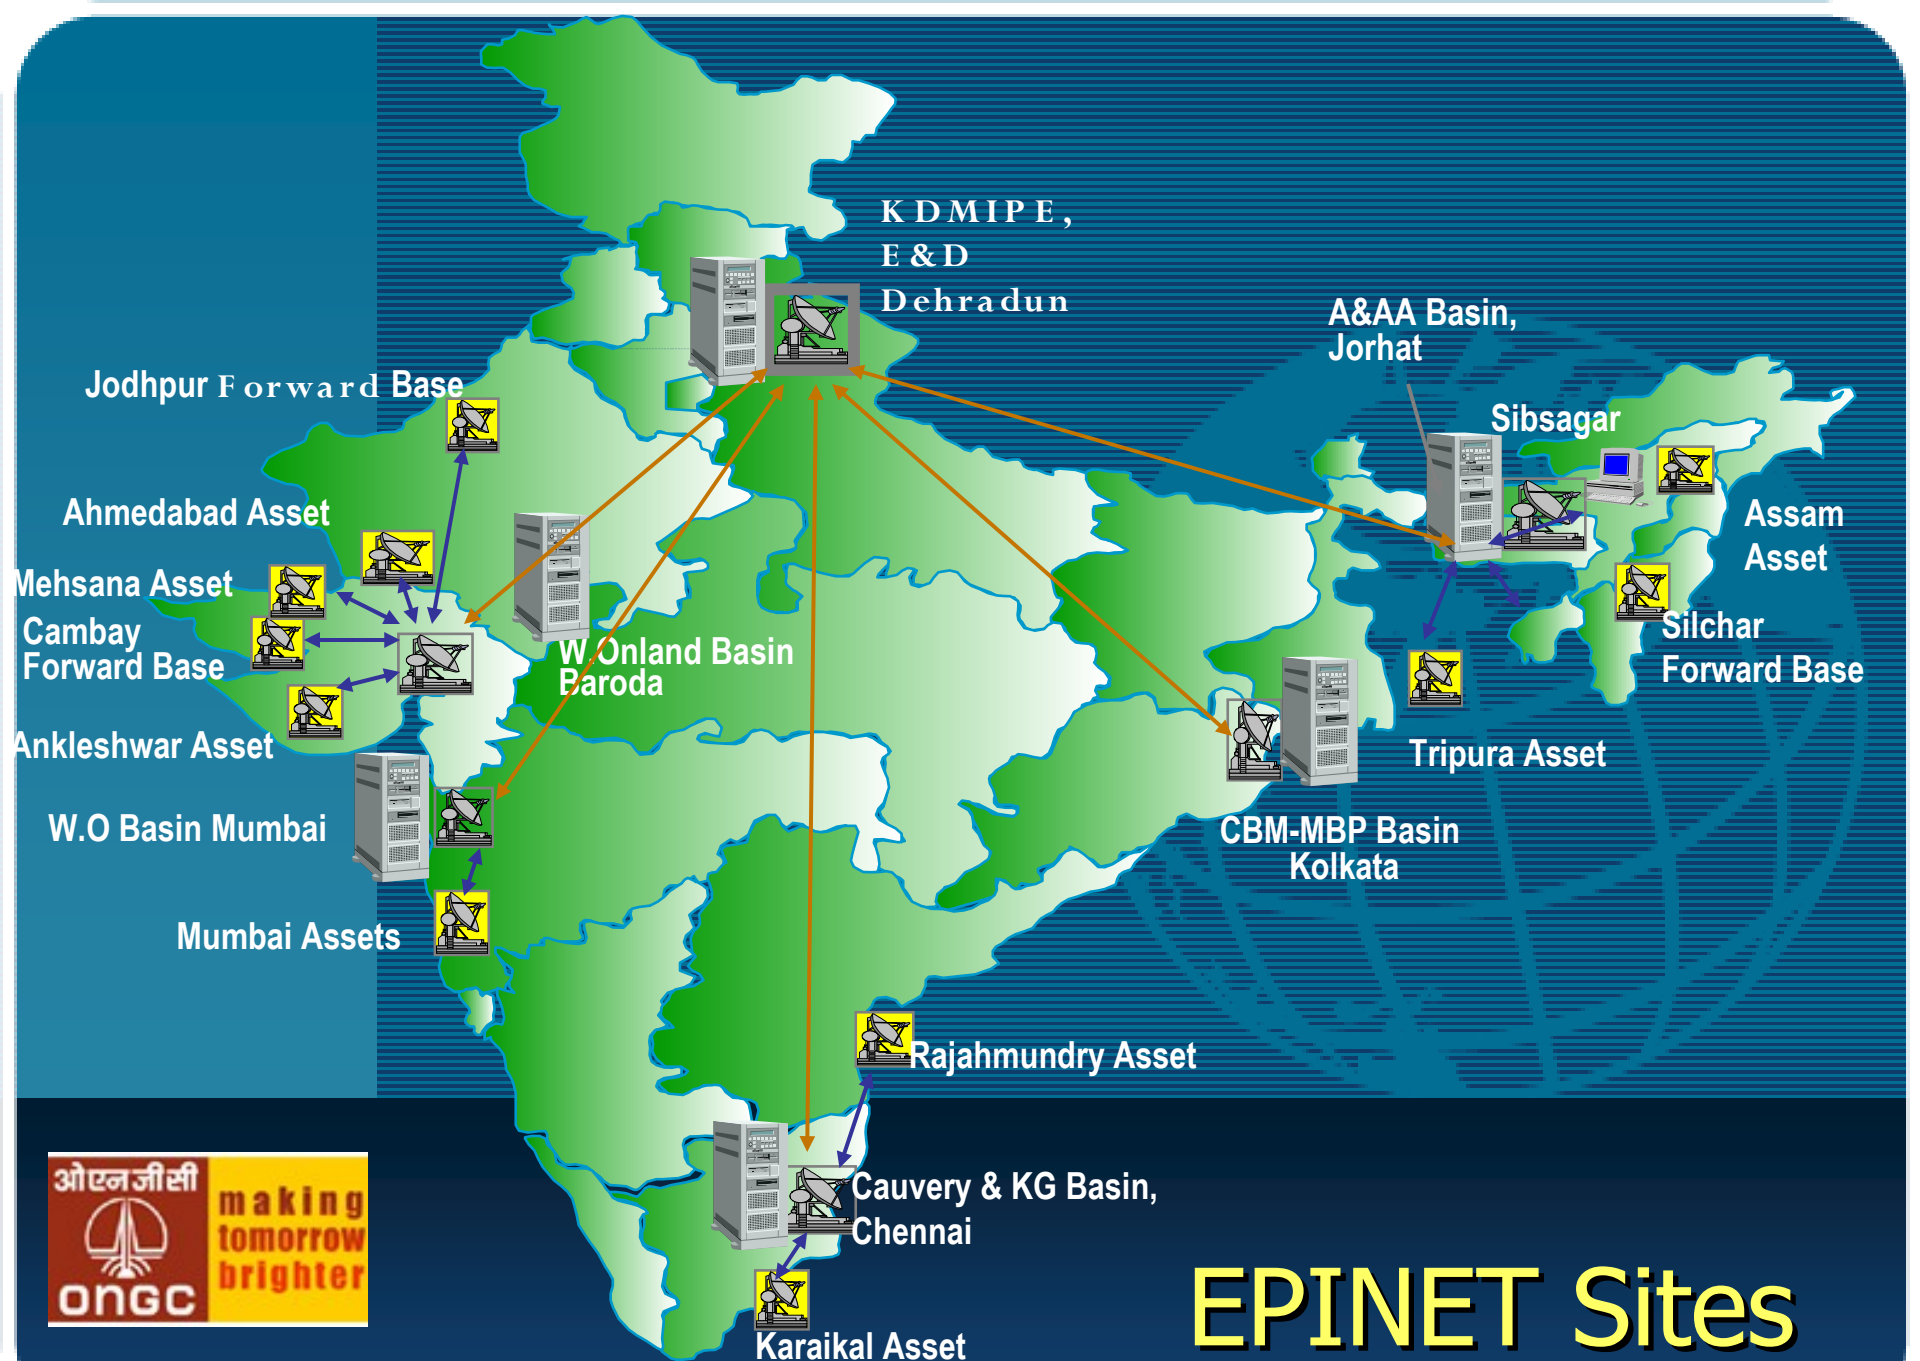 KDMIPE,
E&D
Dehradun
A&AA Basin,
Jorhat
Jodhpur Forward Base
Sibsagar
Ahmedabad Asset
Assam
Asset
Mehsana Asset
Cambay
Forward Base
W.Onland Basin
Baroda
Silchar
Forward Base
Ankleshwar Asset
Tripura Asset
W.O Basin Mumbai
CBM-MBP Basin
Kolkata
Mumbai Assets
Rajahmundry Asset
Cauvery & KG Basin,
Chennai
Karaikal Asset
ओएनजीसी
ONGC
making
tomorrow
brighter
EPINET Sites